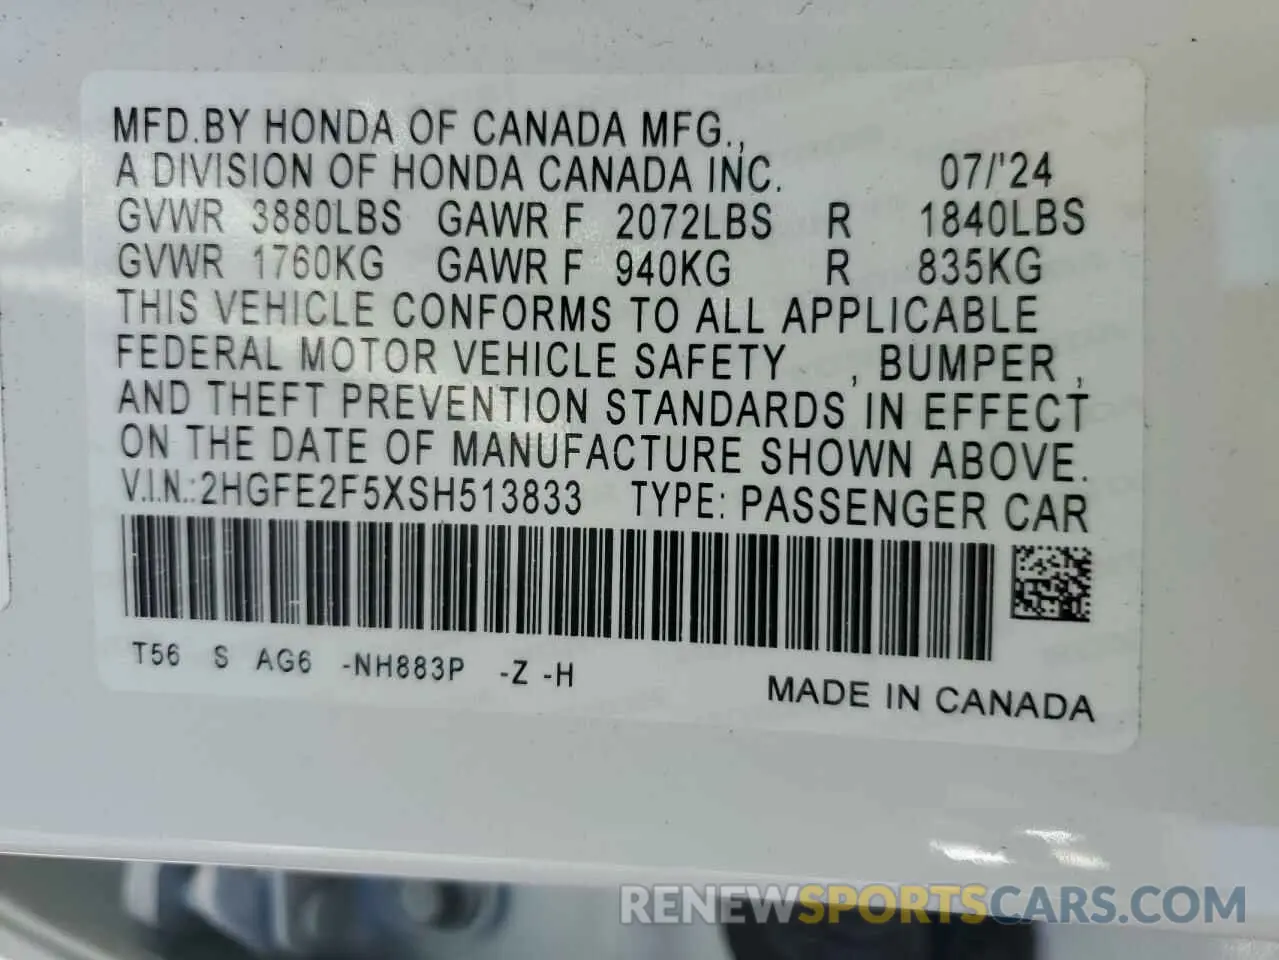 MFD.BY HONDA OF CANADA MFG.,
A DIVISION OF HONDA CANADA INC. 07/'24
GVWR 3880LBS GAWR F 2072LBS R 1840LBS
GVWR 1760KG GAWR F 940KG R 835KG
THIS VEHICLE CONFORMS TO ALL APPLICABLE
FEDERAL MOTOR VEHICLE SAFETY , BUMPER ,
AND THEFT PREVENTION STANDARDS IN EFFECT
ON THE DATE OF MANUFACTURE SHOWN ABOVE.
V.I.N.:2HGFE2F5XSH513833 TYPE: PASSENGER CAR
T56 S AG6 -NH883P -Z -H
MADE IN CANADA
RENEWSPORTSCARS.COM